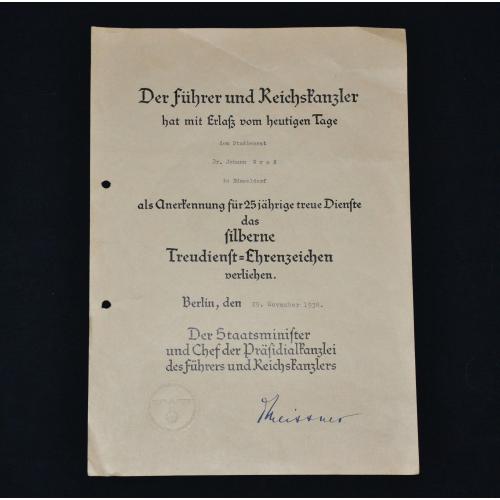 Der Führer und Reichskanzler
hat mit Erlaß vom heutigen Tage
dem Studienrat
Dr. Johann
in Düsseldorf
als Anerkennung für 25jährige treue Dienste
das
silberne
Treudienst=Ehrenzeichen
verliehen.
Berlin, den 29. November 1938.
Der Staatsminister
und Chef der Präsidialkanzlei
des Führers und Reichskanzlers
Meissner